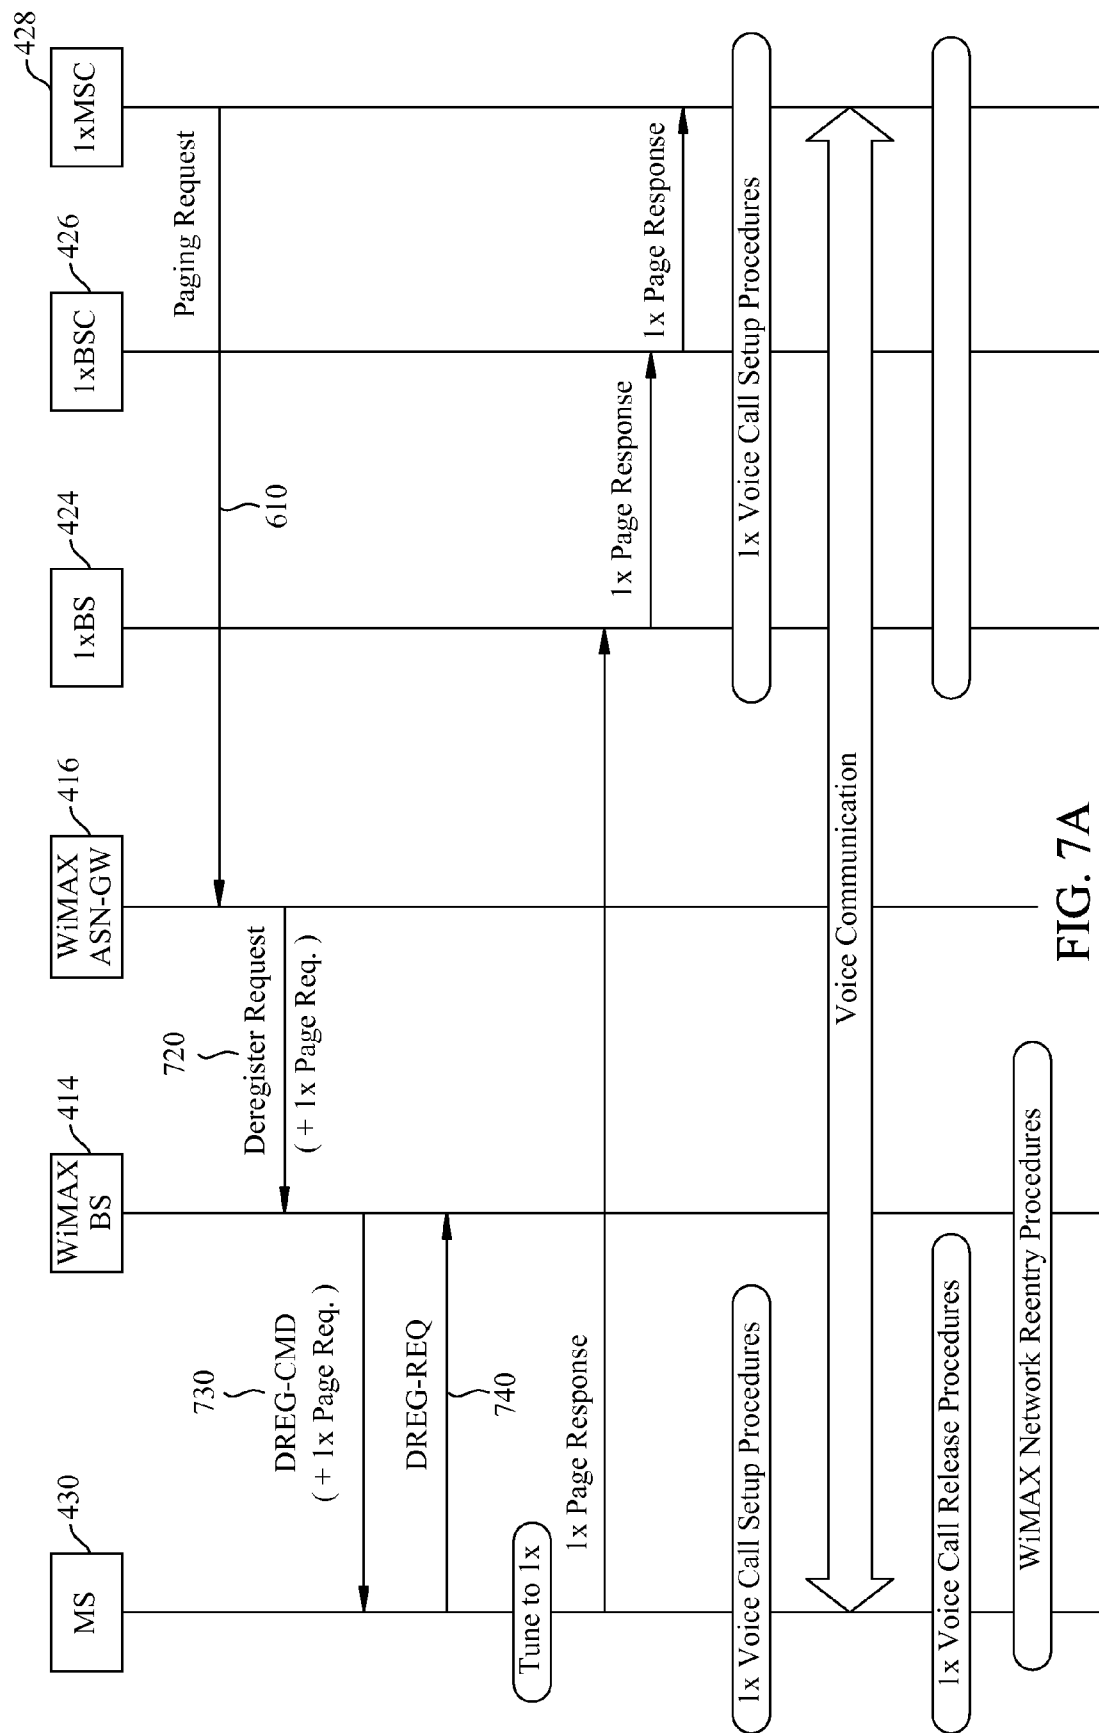 MS
430
WiMAX
BS
414
WiMAX
ASN-GW
416
1xBS
424
1xBSC
426
1xMSC
428
Paging Request
610
720
Deregister Request
(+ 1x Page Req.)
730
DREG-CMD
(+ 1x Page Req.)
DREG-REQ
740
Tune to 1x
1x Page Response
1x Page Response
1x Page Response
1x Voice Call Setup Procedures
1x Voice Call Setup Procedures
Voice Communication
1x Voice Call Release Procedures
WiMAX Network Reentry Procedures
FIG. 7A